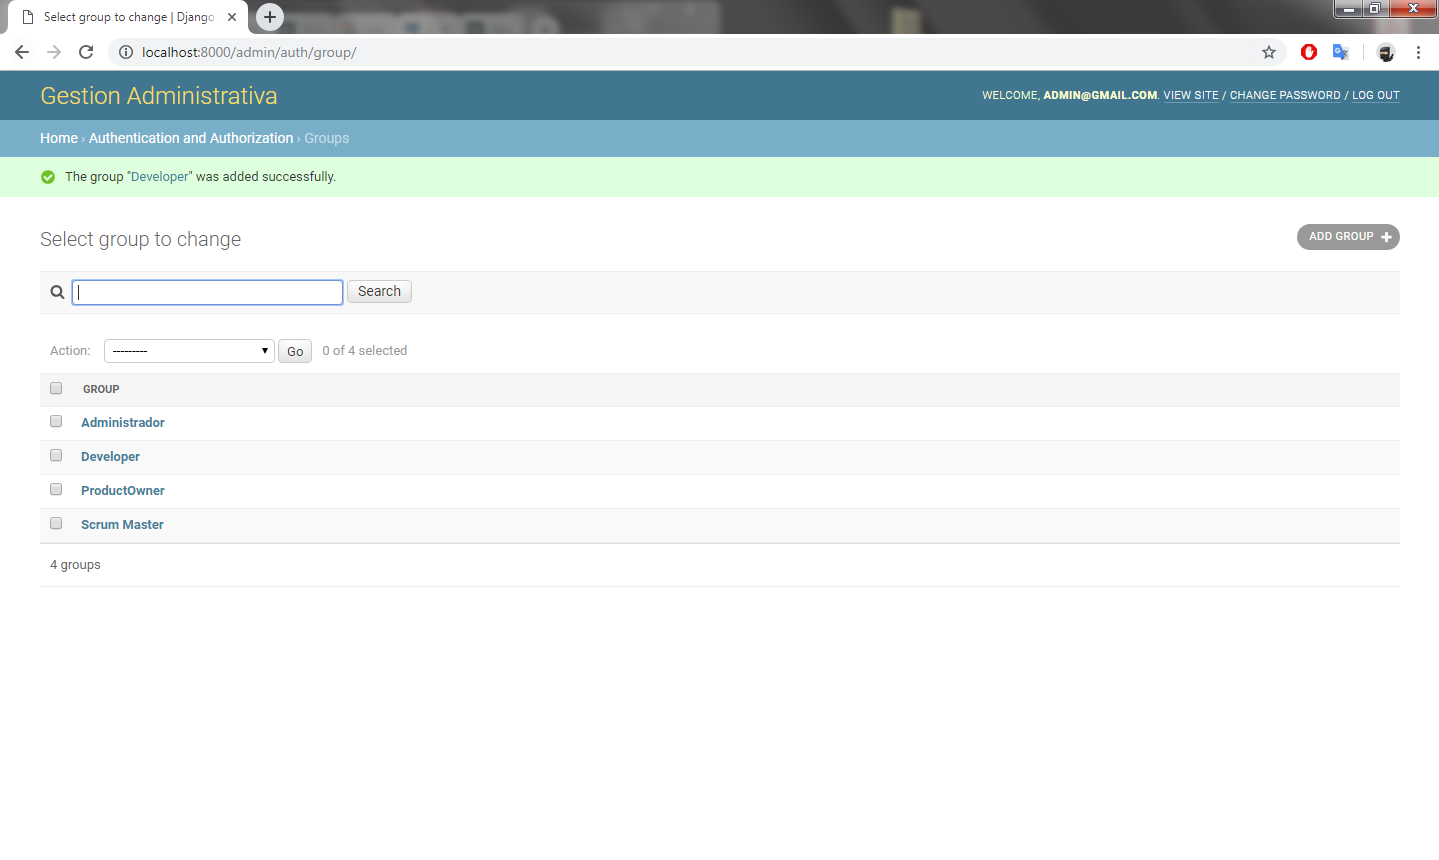 Select group to change | Django
localhost:8000/admin/auth/group/
Gestion Administrativa
WELCOME, ADMIN@GMAIL.COM. VIEW SITE / CHANGE PASSWORD / LOG OUT
Home › Authentication and Authorization › Groups
The group "Developer" was added successfully.
Select group to change
ADD GROUP +
Search
Action: --------- Go 0 of 4 selected
GROUP
Administrador
Developer
ProductOwner
Scrum Master
4 groups